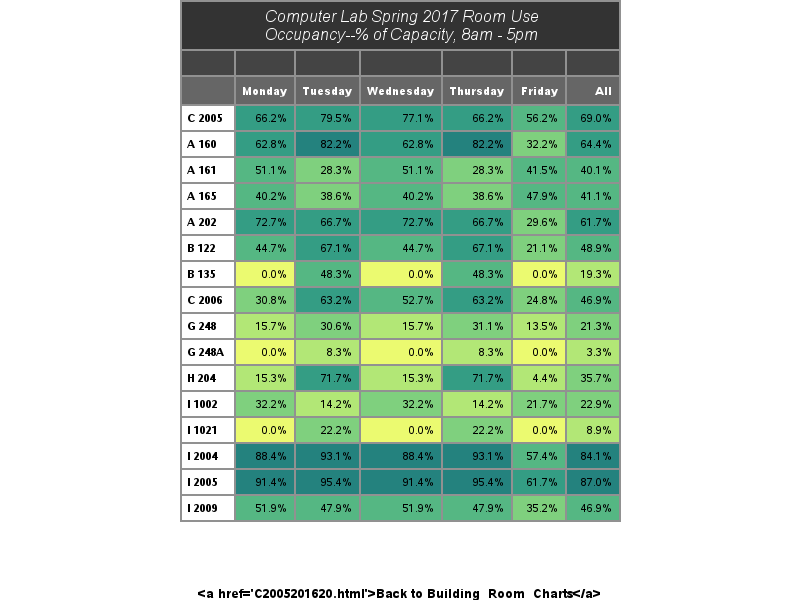 Computer Lab Spring 2017 Room Use
Occupancy--% of Capacity, 8am - 5pm
Monday Tuesday Wednesday Thursday Friday All
C 2005 66.2% 79.5% 77.1% 66.2% 56.2% 69.0%
A 160 62.8% 82.2% 62.8% 82.2% 32.2% 64.4%
A 161 51.1% 28.3% 51.1% 28.3% 41.5% 40.1%
A 165 40.2% 38.6% 40.2% 38.6% 47.9% 41.1%
A 202 72.7% 66.7% 72.7% 66.7% 29.6% 61.7%
B 122 44.7% 67.1% 44.7% 67.1% 21.1% 48.9%
B 135 0.0% 48.3% 0.0% 48.3% 0.0% 19.3%
C 2006 30.8% 63.2% 52.7% 63.2% 24.8% 46.9%
G 248 15.7% 30.6% 15.7% 31.1% 13.5% 21.3%
G 248A 0.0% 8.3% 0.0% 8.3% 0.0% 3.3%
H 204 15.3% 71.7% 15.3% 71.7% 4.4% 35.7%
I 1002 32.2% 14.2% 32.2% 14.2% 21.7% 22.9%
I 1021 0.0% 22.2% 0.0% 22.2% 0.0% 8.9%
I 2004 88.4% 93.1% 88.4% 93.1% 57.4% 84.1%
I 2005 91.4% 95.4% 91.4% 95.4% 61.7% 87.0%
I 2009 51.9% 47.9% 51.9% 47.9% 35.2% 46.9%
<a href='C2005201620.html'>Back to Building_Room_Charts</a>